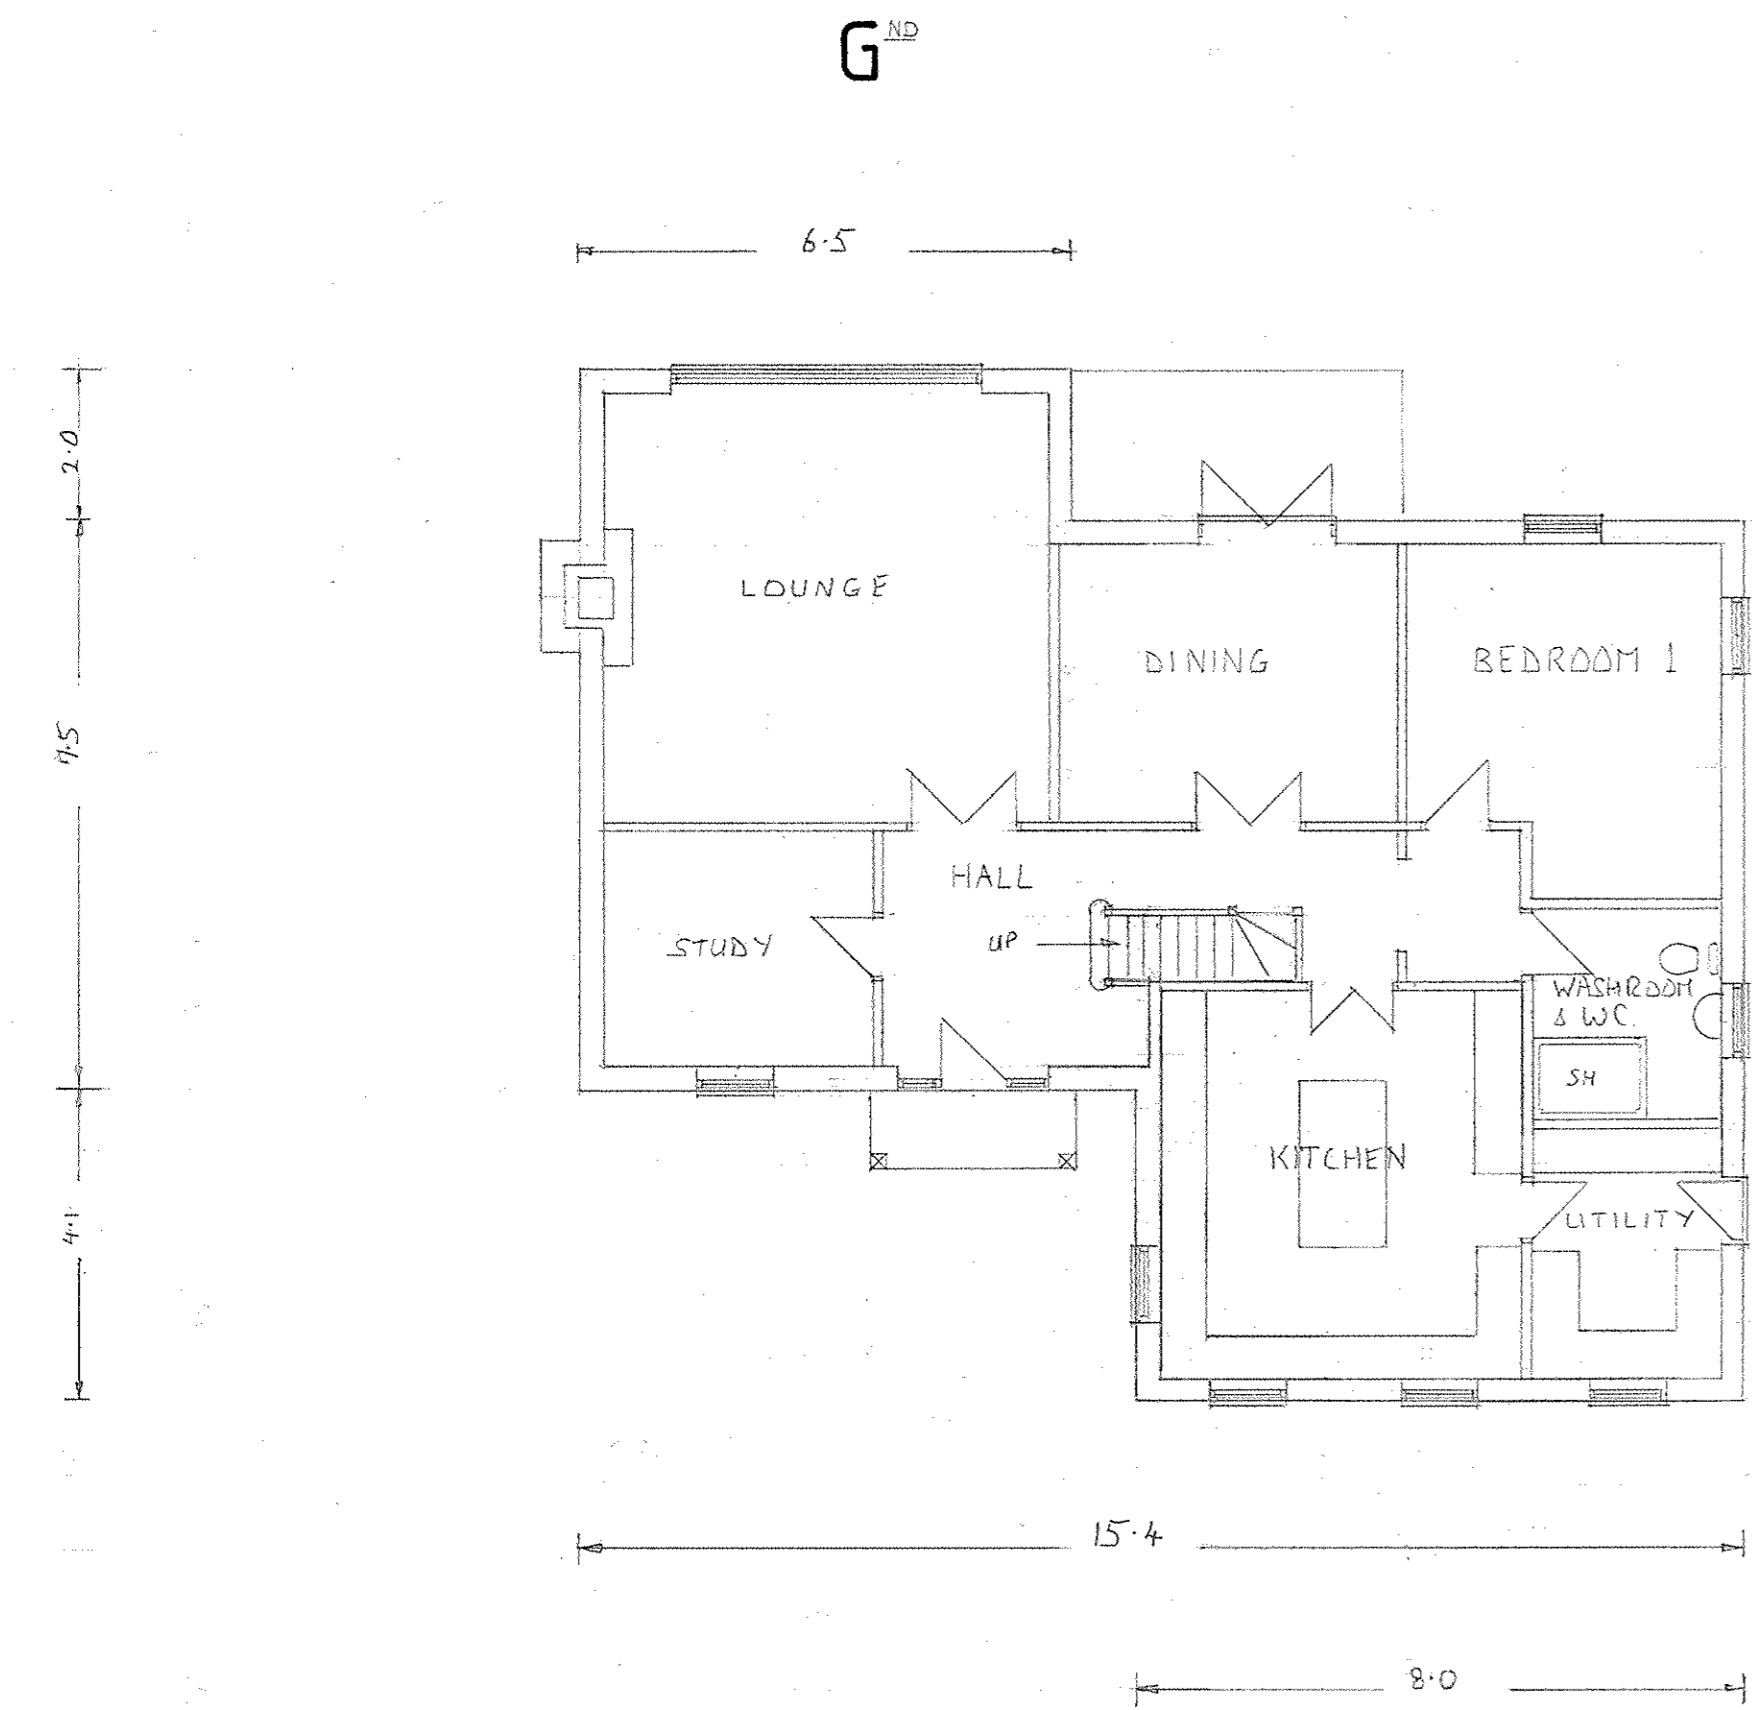 G ND
6·5
2·0
LOUNGE
DINING
BEDROOM 1
7·5
HALL
STUDY
UP
WASHROOM
& WC.
SH
KITCHEN
UTILITY
4·1
15·4
8·0